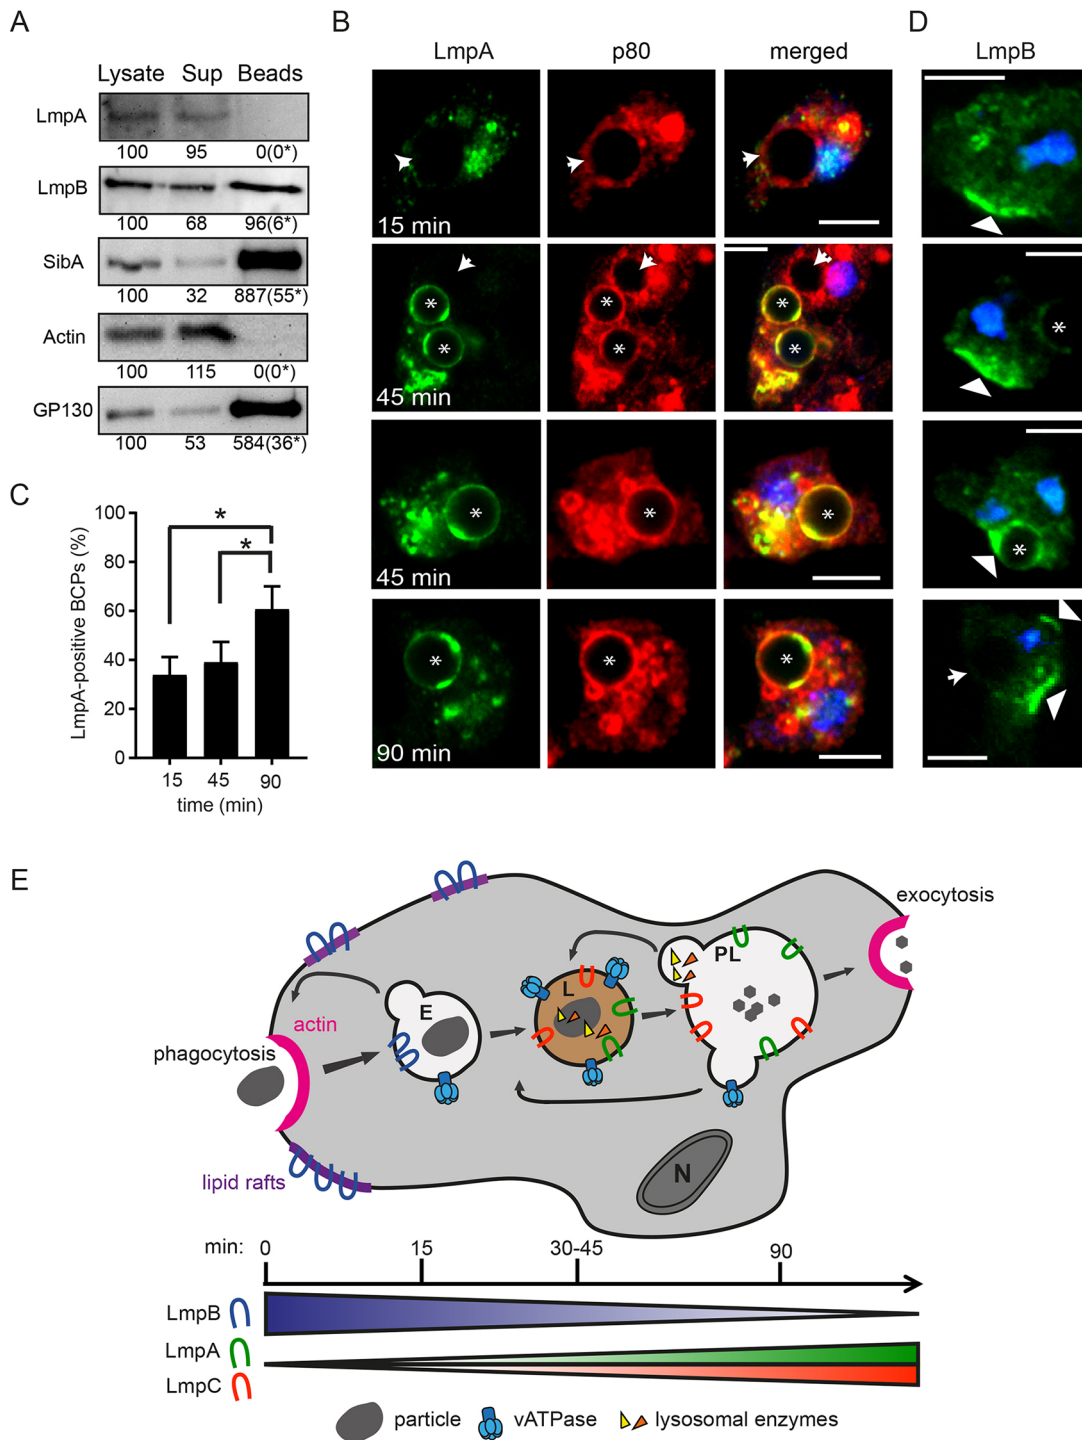 A
Lysate Sup Beads
LmpA
100 95 0(0*)
LmpB
100 68 96(6*)
SibA
100 32 887(55*)
Actin
100 115 0(0*)
GP130
100 53 584(36*)
B
LmpA p80 merged
15 min
* *
* * *
45 min
* * *
45 min
* * *
90 min
C
LmpA-positive BCPs (%)
100
80
60
40
20
0
*
*
15 45 90
time (min)
D
LmpB
*
*
E
exocytosis
PL
L
E
actin
phagocytosis
lipid rafts
N
min: 0 15 30-45 90
LmpB
LmpA
LmpC
particle vATPase lysosomal enzymes